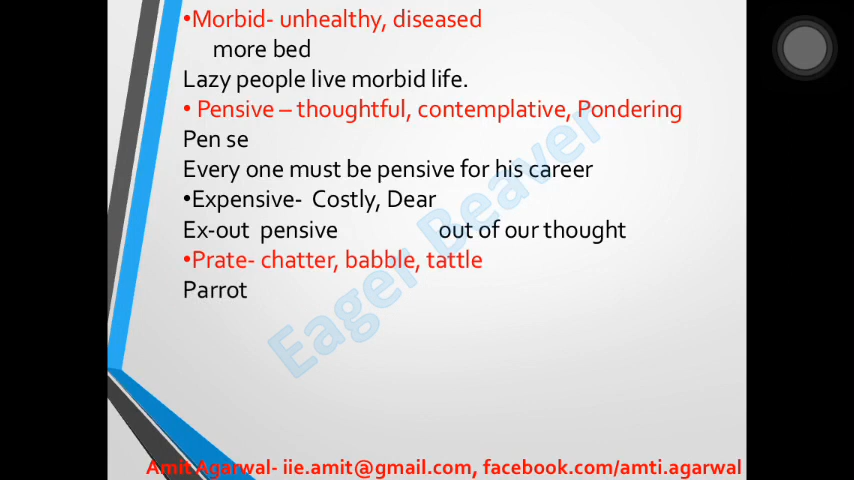 •Morbid- unhealthy, diseased
more bed
Lazy people live morbid life.
• Pensive – thoughtful, contemplative, Pondering
Pen se
Every one must be pensive for his career
•Expensive- Costly, Dear
Ex-out pensive out of our thought
•Prate- chatter, babble, tattle
Parrot
Eager Beaver
Amit Agarwal- iie.amit@gmail.com, facebook.com/amti.agarwal